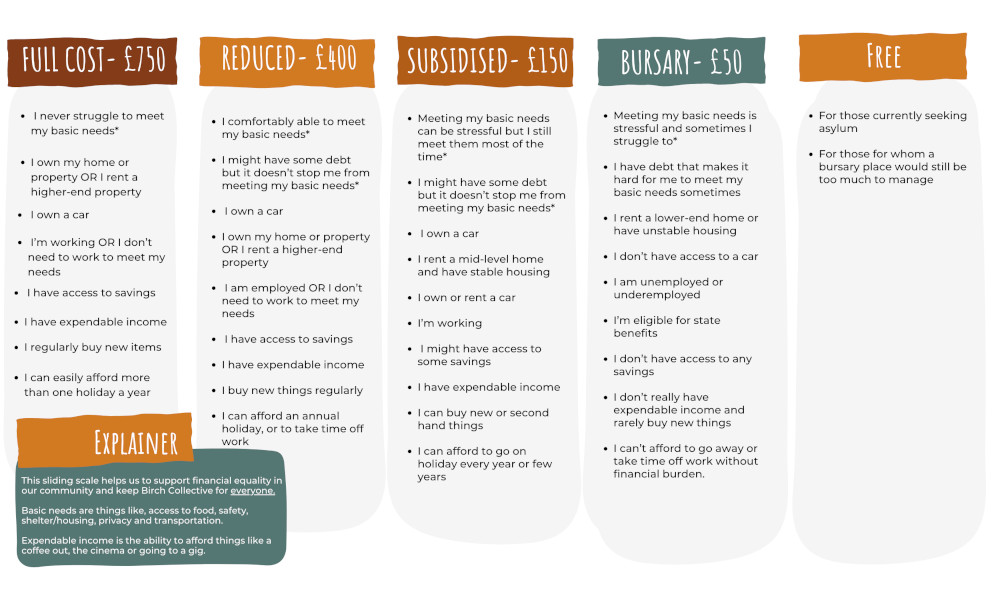 FULL COST- £750
• I never struggle to meet
my basic needs*
• I own my home or
property OR I rent a
higher-end property
• I own a car
• I'm working OR I don't
need to work to meet my
needs
• I have access to savings
• I have expendable income
• I regularly buy new items
• I can easily afford more
than one holiday a year
REDUCED- £400
• I comfortably able to meet
my basic needs*
• I might have some debt
but it doesn't stop me from
meeting my basic needs*
• I own a car
• I own my home or property
OR I rent a higher-end
property
• I am employed OR I don't
need to work to meet my
needs
• I have access to savings
• I have expendable income
• I buy new things regularly
• I can afford an annual
holiday, or to take time off
work
SUBSIDISED- £150
• Meeting my basic needs
can be stressful but I still
meet them most of the
time*
• I might have some debt
but it doesn't stop me from
meeting my basic needs*
• I own a car
• I rent a mid-level home
and have stable housing
• I own or rent a car
• I'm working
• I might have access to
some savings
• I have expendable income
• I can buy new or second
hand things
• I can afford to go on
holiday every year or few
years
BURSARY- £50
• Meeting my basic needs is
stressful and sometimes I
struggle to*
• I have debt that makes it
hard for me to meet my
basic needs sometimes
• I rent a lower-end home or
have unstable housing
• I don't have access to a car
• I am unemployed or
underemployed
• I'm eligible for state
benefits
• I don't have access to any
savings
• I don't really have
expendable income and
rarely buy new things
• I can't afford to go away or
take time off work without
financial burden.
FREE
• For those currently seeking
asylum
• For those for whom a
bursary place would still be
too much to manage
EXPLAINER
This sliding scale helps us to support financial equality in
our community and keep Birch Collective for everyone.
Basic needs are things like, access to food, safety,
shelter/housing, privacy and transportation.
Expendable income is the ability to afford things like a
coffee out, the cinema or going to a gig.